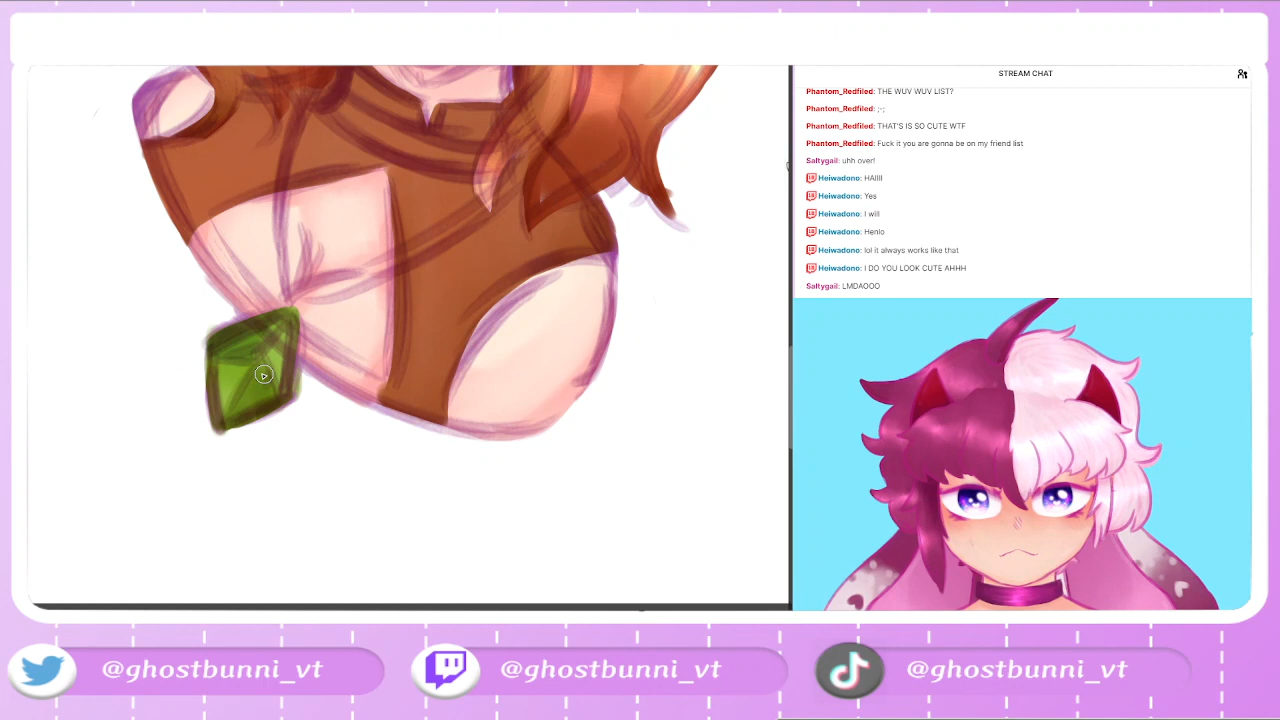 STREAM CHAT
Phantom_Redfiled: THE WUV WUV LIST?
Phantom_Redfiled: ;-;
Phantom_Redfiled: THAT'S IS SO CUTE WTF
Phantom_Redfiled: Fuck it you are gonna be on my friend list
Saltygail: uhh over!
Heiwadono: HAIIII
Heiwadono: Yes
Heiwadono: I will
Heiwadono: Henlo
Heiwadono: lol it always works like that
Heiwadono: I DO YOU LOOK CUTE AHHH
Saltygail: LMDAOOO
@ghostbunni_vt
@ghostbunni_vt
@ghostbunni_vt